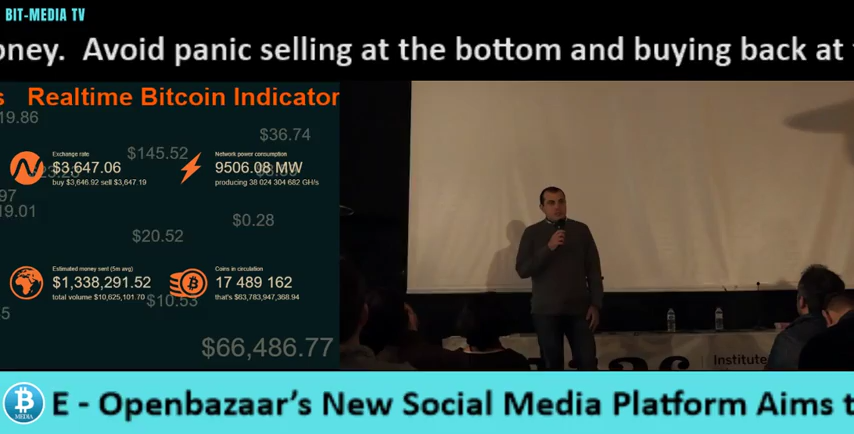 BIT-MEDIA TV
oney. Avoid panic selling at the bottom and buying back at
s Realtime Bitcoin Indicator
19.86
$36.74
$145.52
Exchange rate
$3,647.06
buy $3,646.92 sell $3,647.19
Network power consumption
9506.08 MW
producing 38 024 304 682 GH/s
97
19.01
$0.28
$20.52
Estimated money sent (5m avg)
$1,338,291.52
total volume $10,625,101.70
Coins in circulation
17 489 162
that's $63,783,947,368.94
$10.53
$66,486.77
Institute
B
MEDIA
E - Openbazaar's New Social Media Platform Aims t